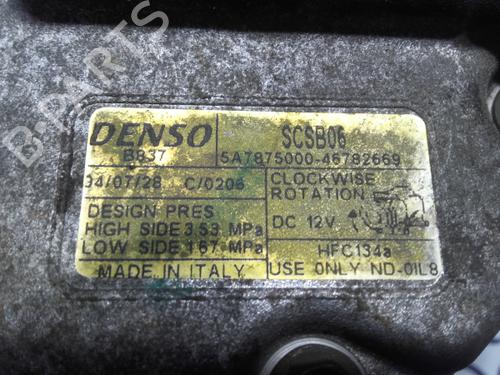 DENSO
SCSB06
B837
5A7875000-46782669
04/07/28 C/0206
CLOCKWISE
ROTATION
DESIGN PRES
HIGH SIDE 3.53 MPa
LOW SIDE 1.67 MPa
DC 12V
HFC134a
MADE IN ITALY
USE ONLY ND-OIL8
B-PARTS